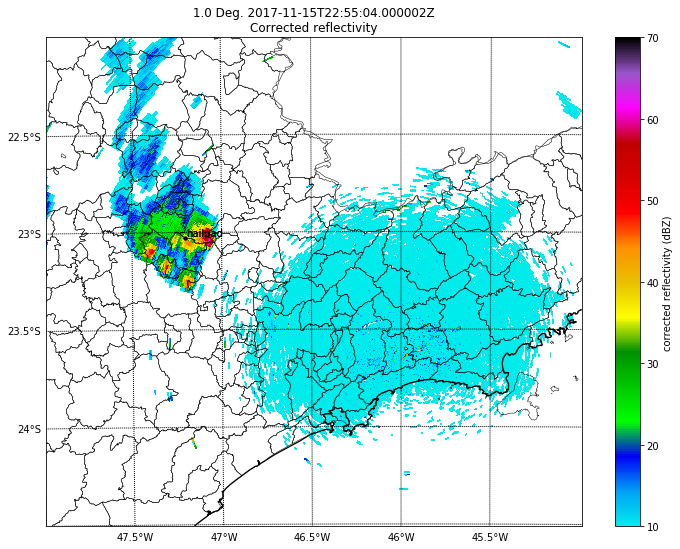 1.0 Deg. 2017-11-15T22:55:04.000002Z
Corrected reflectivity
22.5°S
23°S
23.5°S
24°S
47.5°W
47°W
46.5°W
46°W
45.5°W
70
60
50
40
30
20
10
corrected reflectivity (dBZ)